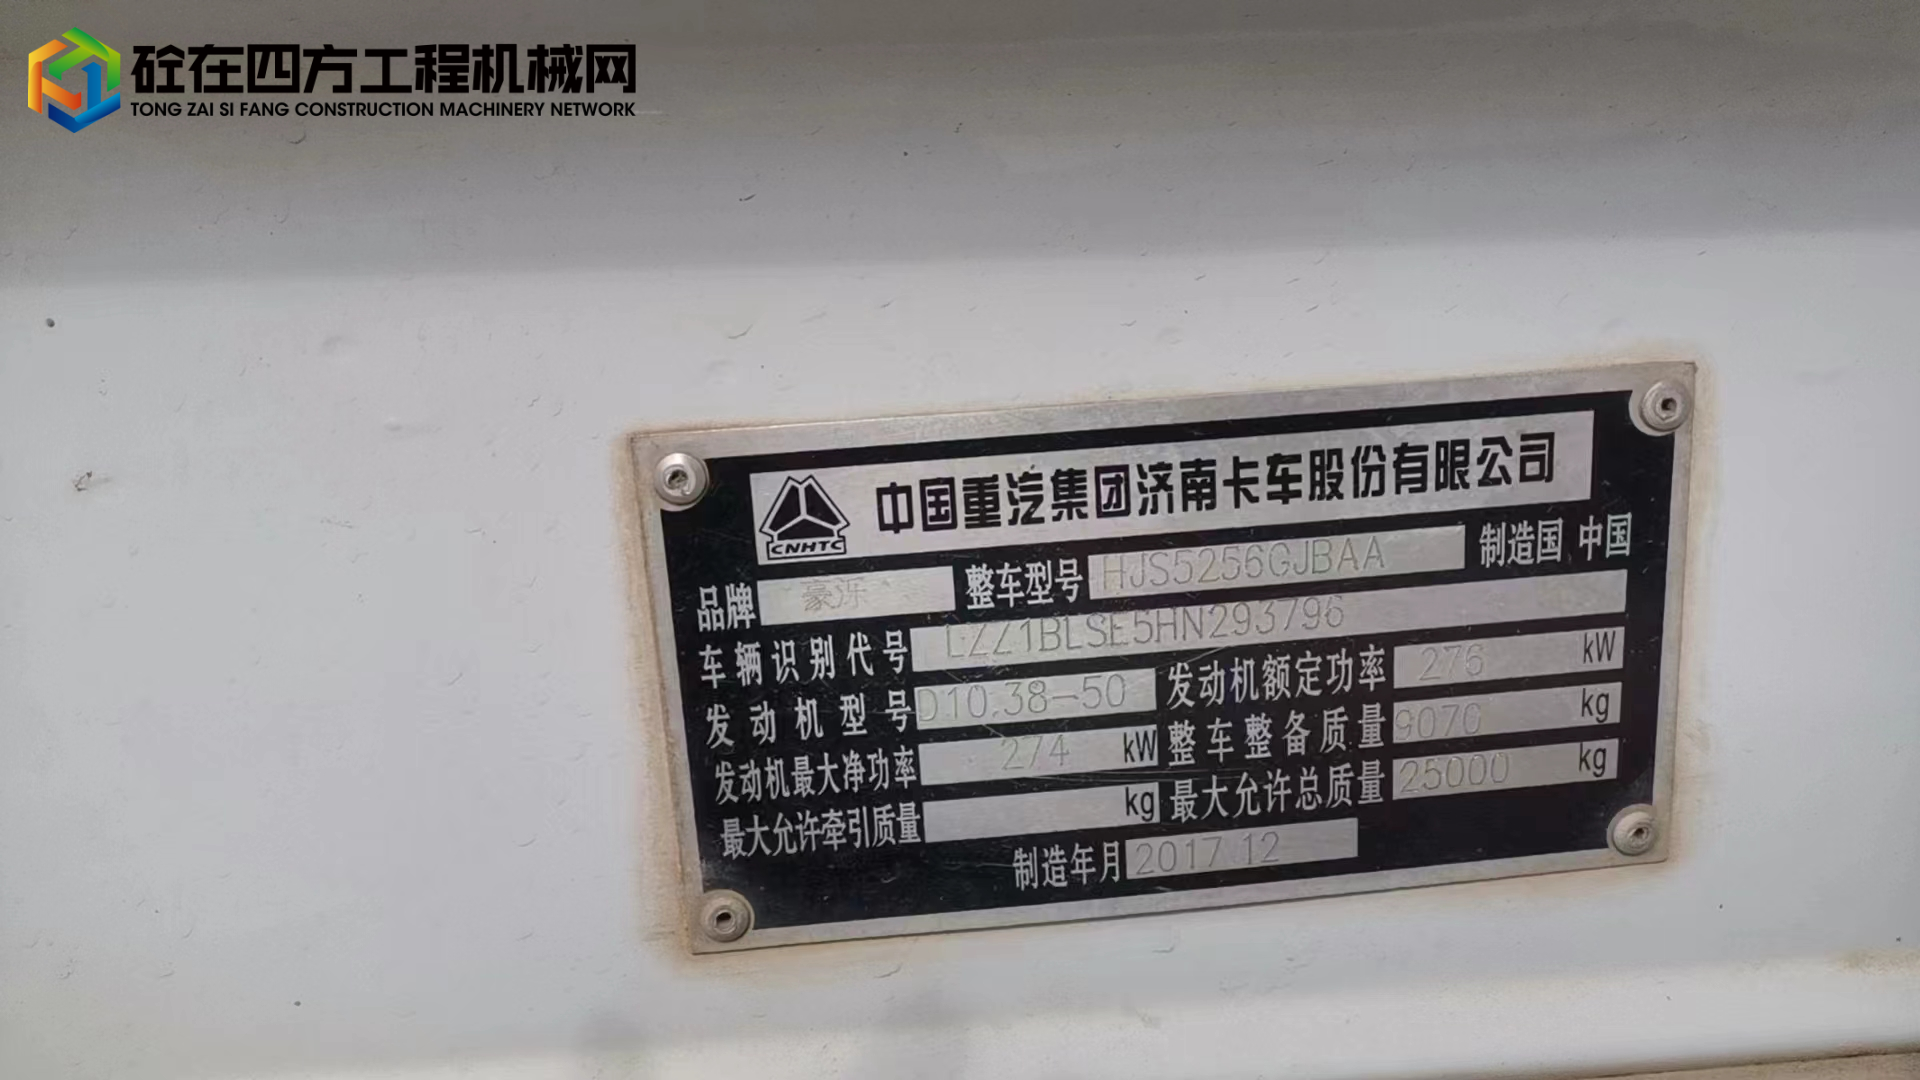 砼在四方工程机械网
TONG ZAI SI FANG CONSTRUCTION MACHINERY NETWORK
CNHTC 中国重汽集团济南卡车股份有限公司
品牌 豪泺 整车型号 HJS5256GJBAA 制造国 中国
车辆识别代号 LZZ1BLSE5HN293796
发动机型号 D10.38-50 发动机额定功率 276 kW
发动机最大净功率 274 kW 整车整备质量 9070 kg
最大允许牵引质量 kg 最大允许总质量 25000 kg
制造年月 2017 12